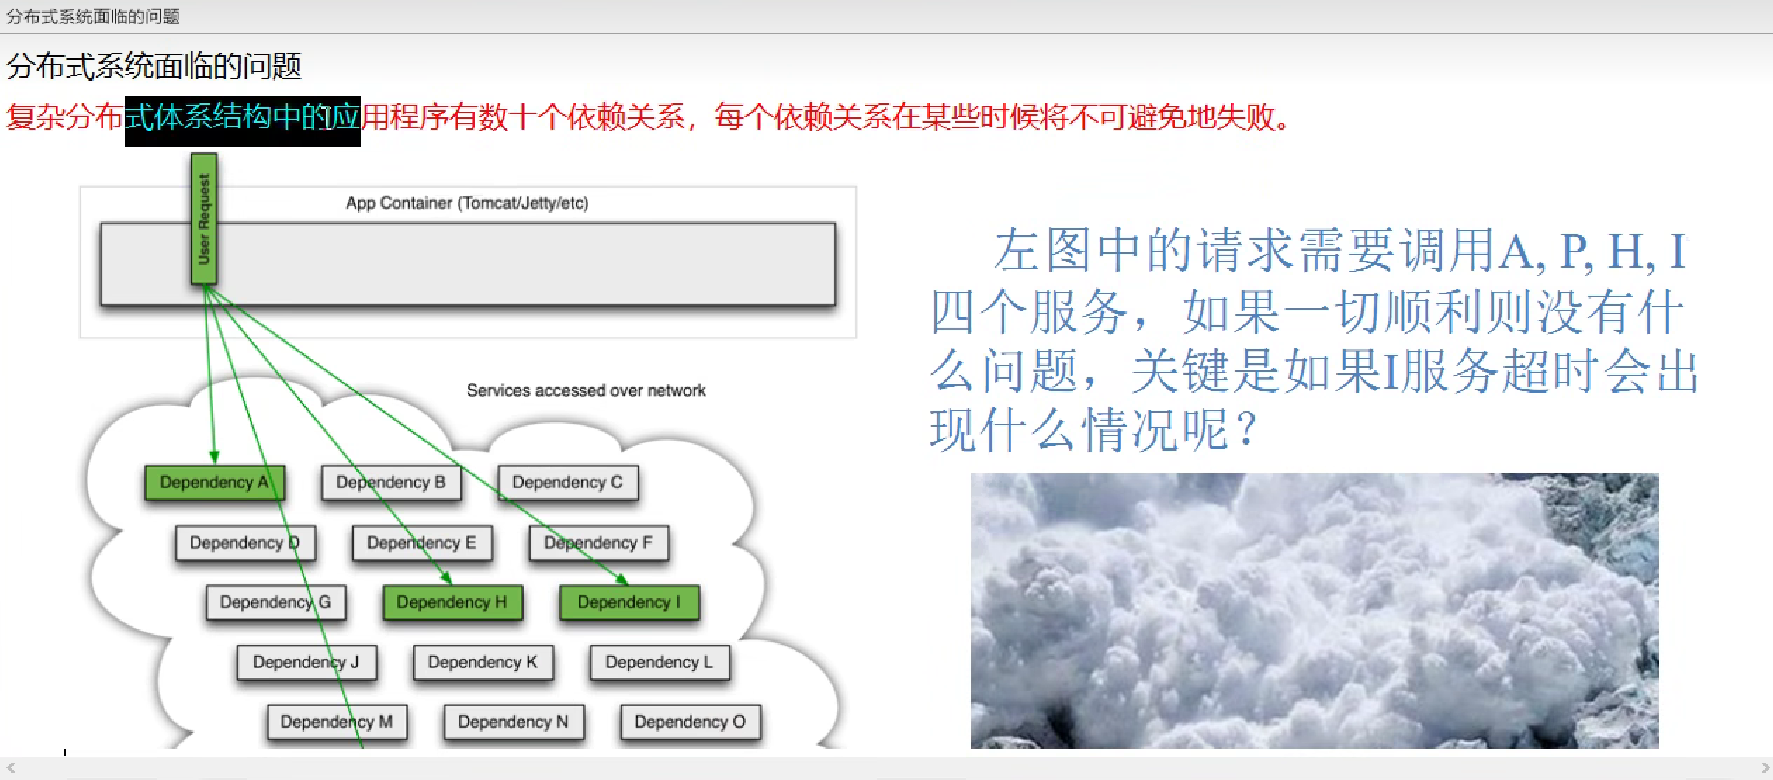 分布式系统面临的问题
分布式系统面临的问题
复杂分布式体系结构中的应用程序有数十个依赖关系，每个依赖关系在某些时候将不可避免地失败。
User Request
App Container (Tomcat/Jetty/etc)
Services accessed over network
Dependency A
Dependency B
Dependency C
Dependency D
Dependency E
Dependency F
Dependency G
Dependency H
Dependency I
Dependency J
Dependency K
Dependency L
Dependency M
Dependency N
Dependency O
左图中的请求需要调用A, P, H, I
四个服务，如果一切顺利则没有什
么问题，关键是如果I服务超时会出
现什么情况呢？